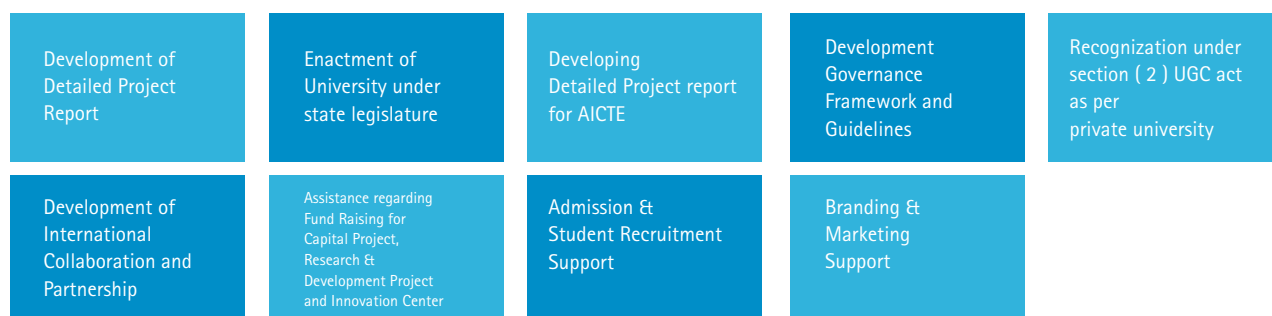 Development of
Detailed Project
Report
Enactment of
University under
state legislature
Developing
Detailed Project report
for AICTE
Development
Governance
Framework and
Guidelines
Recognization under
section ( 2 ) UGC act
as per
private university
Development of
International
Collaboration and
Partnership
Assistance regarding
Fund Raising for
Capital Project,
Research &
Development Project
and Innovation Center
Admission &
Student Recruitment
Support
Branding &
Marketing
Support